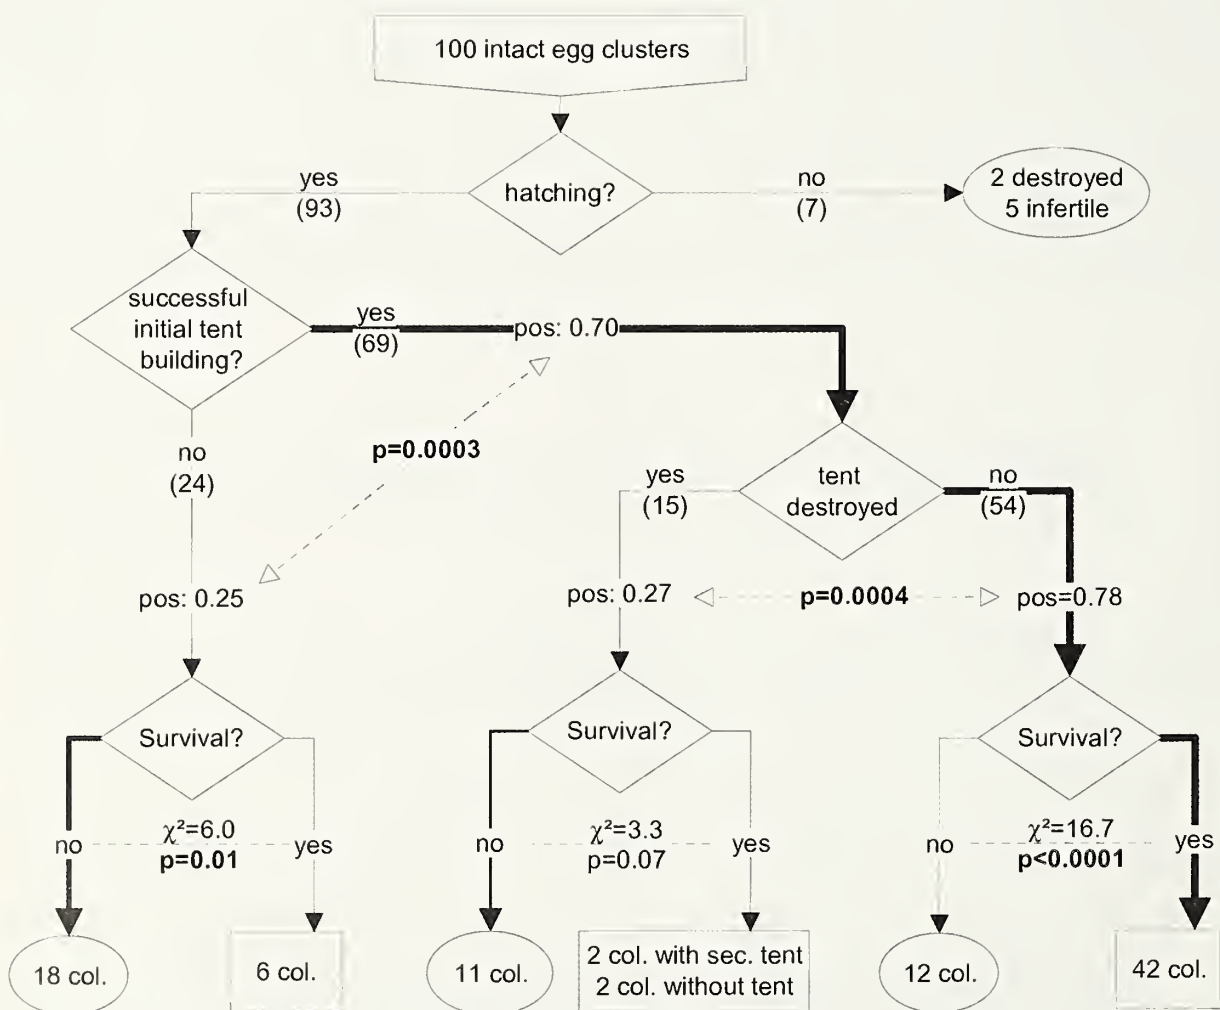 100 intact egg clusters
hatching?
yes
(93)
no
(7)
2 destroyed
5 infertile
successful
initial tent
building?
yes
(69)
pos: 0.70
no
(24)
p=0.0003
tent
destroyed
yes
(15)
no
(54)
pos: 0.25
pos: 0.27
p=0.0004
pos=0.78
Survival?
Survival?
Survival?
no
χ²=6.0
p=0.01
yes
no
χ²=3.3
p=0.07
yes
no
χ²=16.7
p<0.0001
yes
18 col.
6 col.
11 col.
2 col. with sec. tent
2 col. without tent
12 col.
42 col.